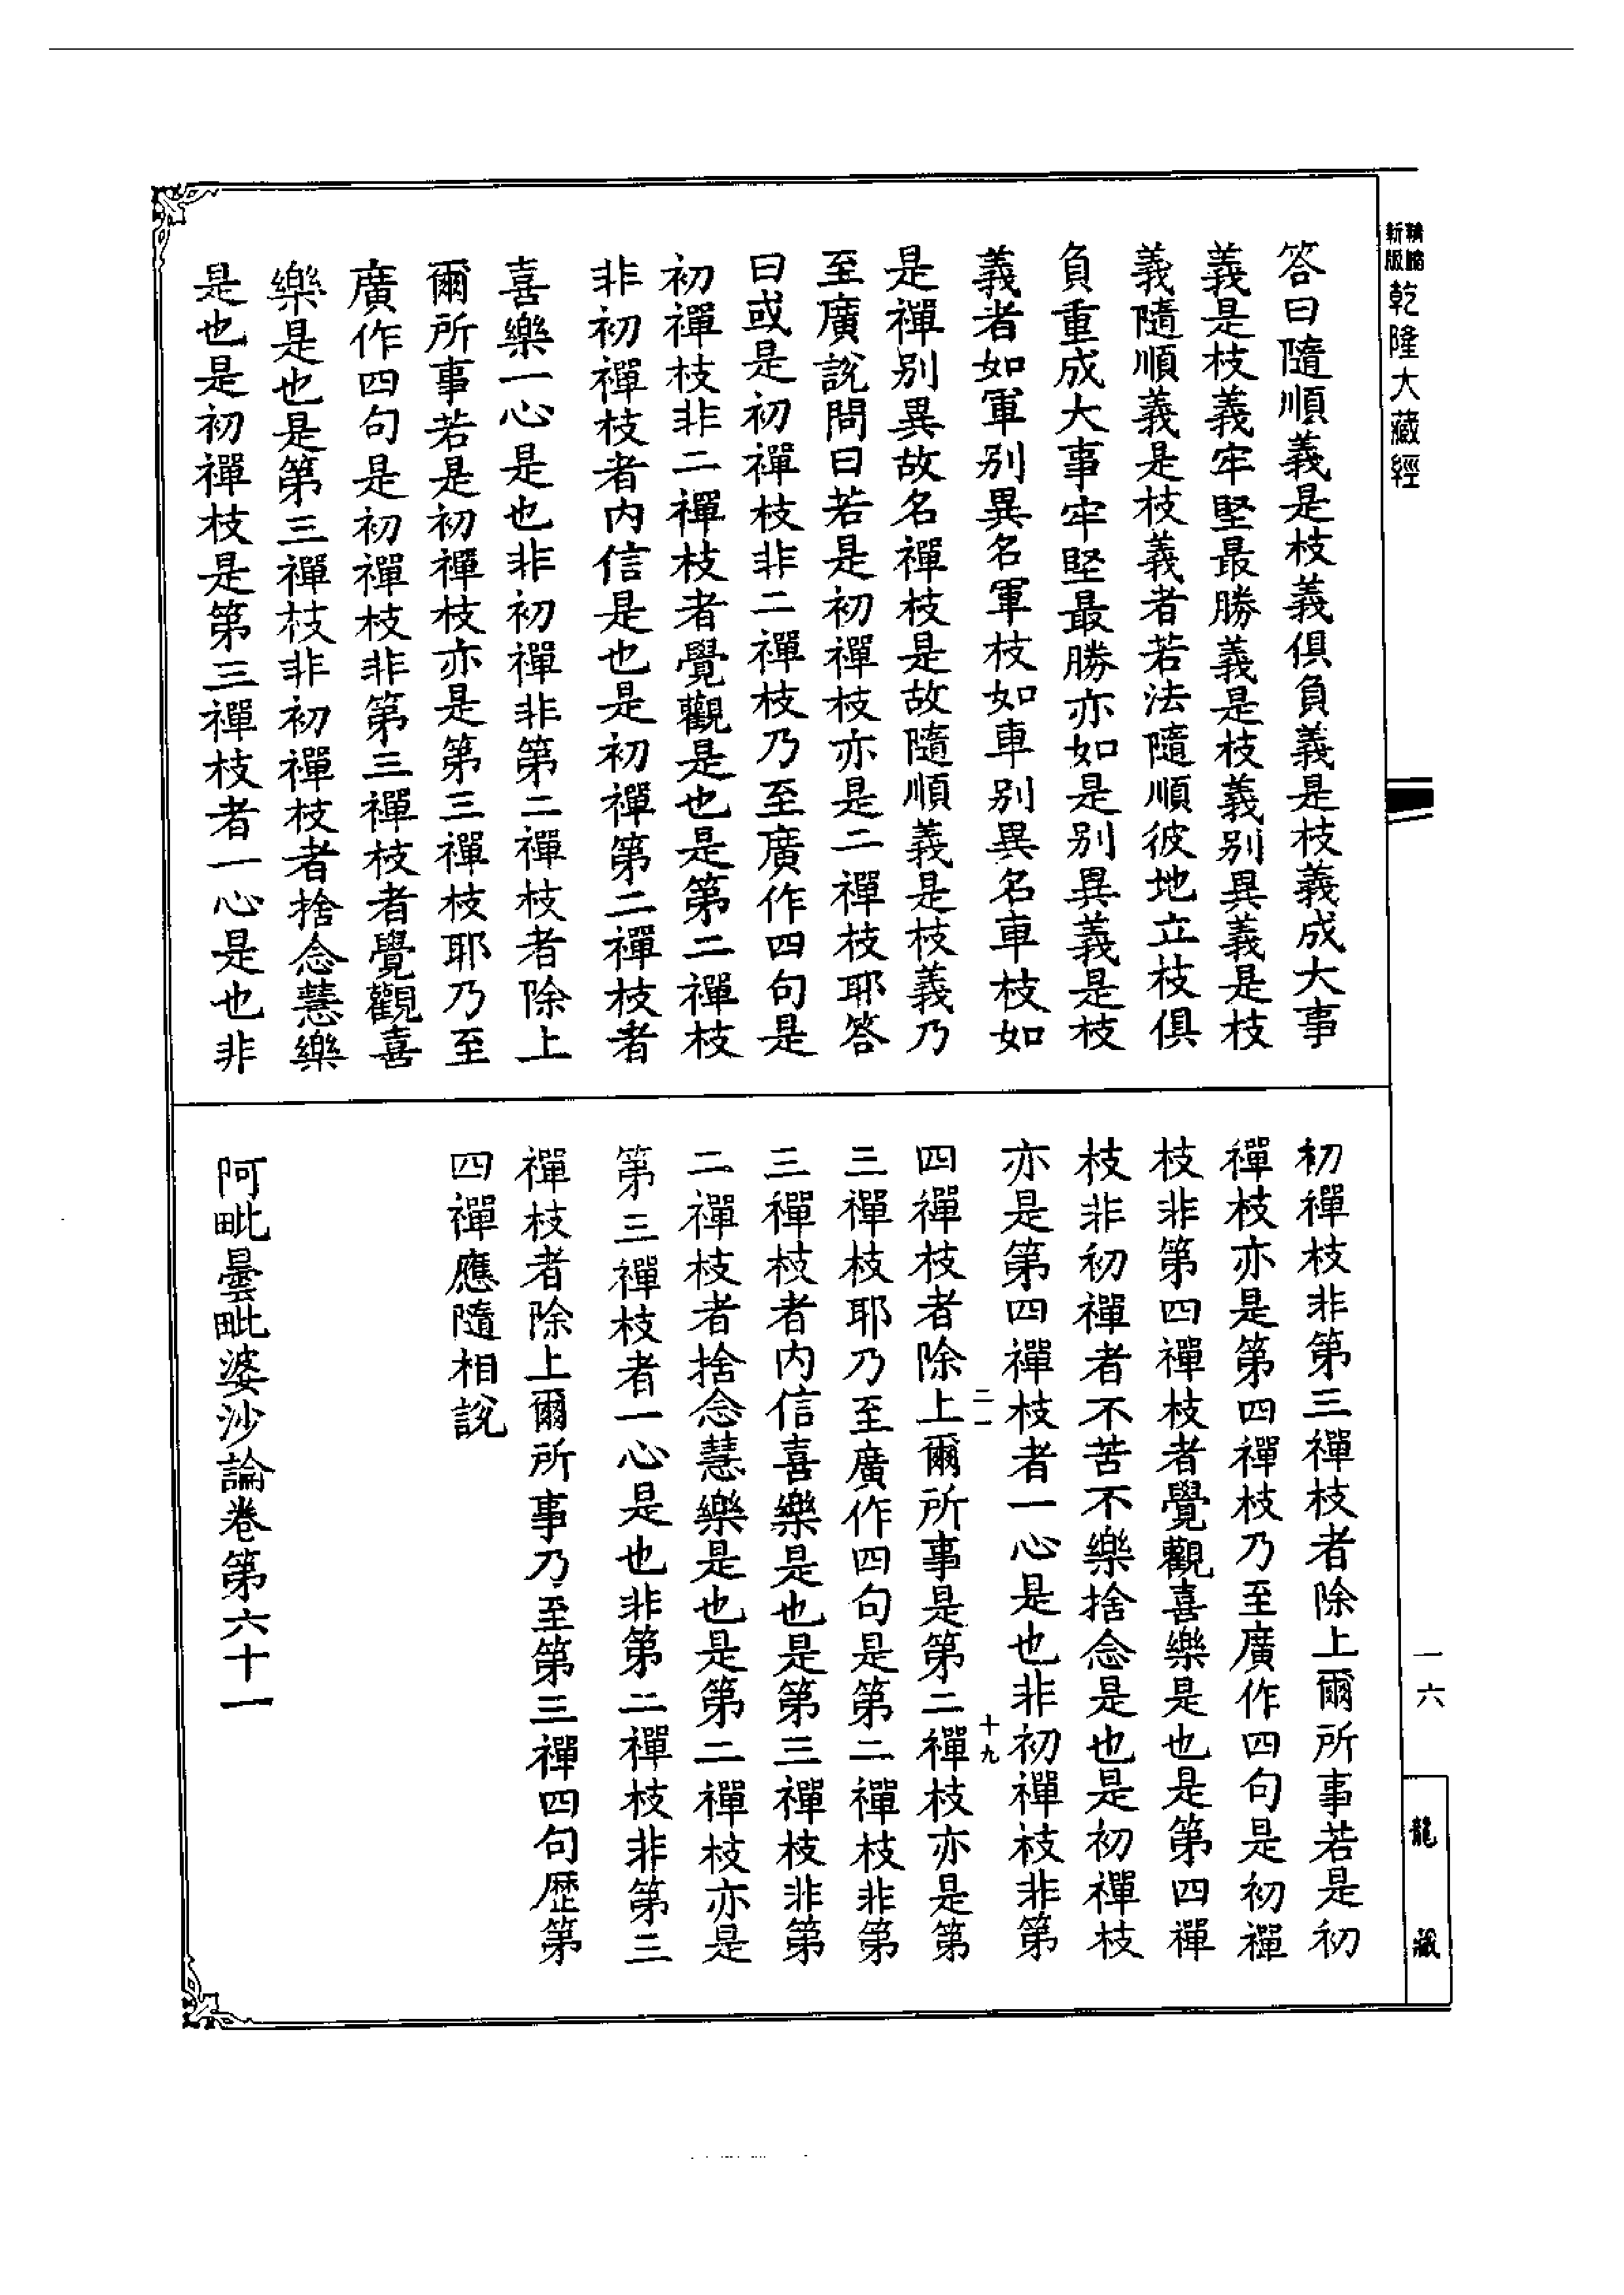 新版
精縮
乾隆大藏經
答曰隨順義是枝義俱負義是枝義成大事
義是枝義牢堅最勝義是枝義別異義是枝
義隨順義是枝義者若法隨順彼地立枝俱
負重成大事牢堅最勝亦如是別異義是枝
義者如軍別異名軍枝如車別異名車枝如
是禪別異故名禪枝是故隨順義是枝義乃
至廣說問曰若是初禪枝亦是二禪枝耶答
曰或是初禪枝非二禪枝乃至廣作四句是
初禪枝非二禪枝者覺觀是也是第二禪枝
非初禪枝者內信是也是初禪第二禪枝者
喜樂一心是也非初禪非第二禪枝者除上
爾所事若是初禪枝亦是第三禪枝耶乃至
廣作四句是初禪枝非第三禪枝者覺觀喜
樂是也是第三禪枝非初禪枝者捨念慧樂
是也是初禪枝是第三禪枝者一心是也非
初禪枝非第三禪枝者除上爾所事若是初
禪枝亦是第四禪枝乃至廣作四句是初禪
枝非第四禪枝者覺觀喜樂是也是第四禪
枝非初禪者不苦不樂捨念是也是初禪枝
亦是第四禪枝者一心是也非初禪枝非第
二一
十九
四禪枝者除上爾所事是第二禪枝亦是第
三禪枝耶乃至廣作四句是第二禪枝非第
三禪枝者內信喜樂是也是第三禪枝非第
二禪枝者捨念慧樂是也是第二禪枝亦是
第三禪枝者一心是也非第二禪枝非第三
禪枝者除上爾所事乃至第三禪四句歷第
四禪應隨相說
阿毗曇毗婆沙論卷第六十一
一六
龍藏